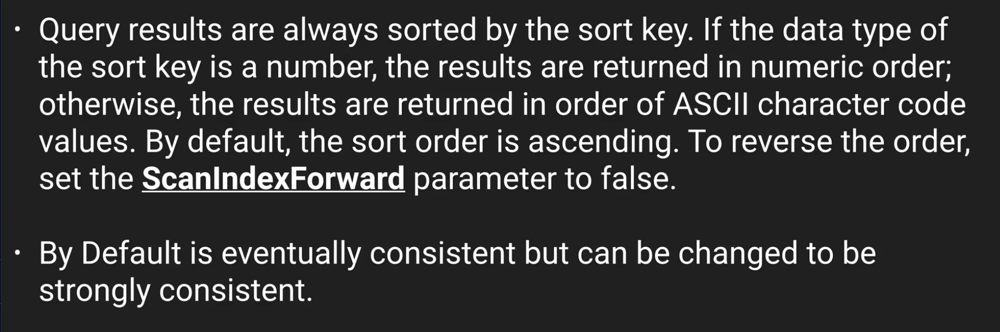 • Query results are always sorted by the sort key. If the data type of
the sort key is a number, the results are returned in numeric order;
otherwise, the results are returned in order of ASCII character code
values. By default, the sort order is ascending. To reverse the order,
set the ScanIndexForward parameter to false.
• By Default is eventually consistent but can be changed to be
strongly consistent.